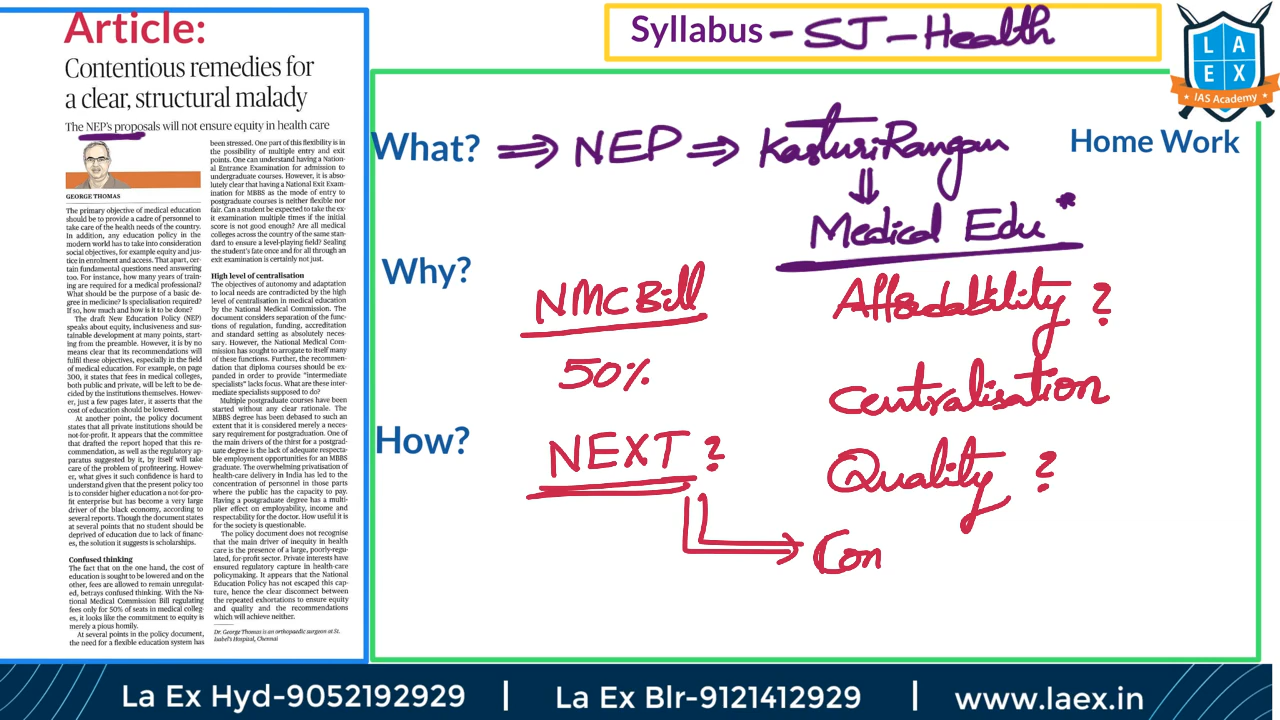 Article:
Contentious remedies for
a clear, structural malady
The NEP's proposals will not ensure equity in health care
GEORGE THOMAS
The primary objective of medical education
should be to provide a cadre of personnel to
take care of the health needs of the country.
In addition, any education policy in the
modern world has to take into consideration
social objectives, for example equity and jus-
tice in enrolment and access. That apart, cer-
tain fundamental questions need answering
too. For instance, how many years of train-
ing are required for a medical professional?
What should be the purpose of a basic de-
gree in medicine? Is specialisation required?
If so, how much and how is it to be done?
The draft New Education Policy (NEP)
speaks about equity, inclusiveness and sus-
tainable development at many points, start-
ing from the preamble. However, it is by no
means clear that its recommendations will
fulfil these objectives, especially in the field
of medical education. For example, on page
300, it states that fees in medical colleges,
both public and private, will be left to be de-
cided by the institutions themselves. Howev-
er, just a few pages later, it asserts that the
cost of education should be lowered.
At another point, the policy document
states that all private institutions should be
not-for-profit. It appears that the committee
that drafted the report hoped that this re-
commendation, as well as the regulatory ap-
paratus suggested by it, by itself will take
care of the problem of profiteering. Howev-
er, what gives it such confidence is hard to
understand given that the present policy too
is to consider higher education a not-for-pro-
fit enterprise but has become a very large
driver of the black economy, according to
several reports. Though the document states
at several points that no student should be
deprived of education due to lack of financ-
es, the solution it suggests is scholarships.
Confused thinking
The fact that on the one hand, the cost of
education is sought to be lowered and on the
other, fees are allowed to remain unregulat-
ed, betrays confused thinking. With the Na-
tional Medical Commission Bill regulating
fees only for 50% of seats in medical colleg-
es, it looks like the commitment to equity is
merely a pious homily.
At several points in the policy document,
the need for a flexible education system has
been stressed. One part of this flexibility is in
the possibility of multiple entry and exit
points. One can understand having a Nation-
al Entrance Examination for admission to
undergraduate courses. However, it is abso-
lutely clear that having a National Exit Exam-
ination for MBBS as the mode of entry to
postgraduate courses is neither flexible nor
fair. Can a student be expected to take the ex-
it examination multiple times if the initial
score is not good enough? Are all medical
colleges across the country of the same stan-
dard to ensure a level-playing field? Sealing
the student's fate once and for all through an
exit examination is certainly not just.
High level of centralisation
The objectives of autonomy and adaptation
to local needs are contradicted by the high
level of centralisation in medical education
by the National Medical Commission. The
document considers separation of the func-
tions of regulation, funding, accreditation
and standard setting as absolutely neces-
sary. However, the National Medical Com-
mission has sought to arrogate to itself many
of these functions. Further, the recommen-
dation that diploma courses should be ex-
panded in order to provide "intermediate
specialists" lacks focus. What are these inter-
mediate specialists supposed to do?
Multiple postgraduate courses have been
started without any clear rationale. The
MBBS degree has been debased to such an
extent that it is considered merely a neces-
sary requirement for postgraduation. One of
the main drivers of the thirst for a postgrad-
uate degree is the lack of adequate respecta-
ble employment opportunities for an MBBS
graduate. The overwhelming privatisation of
health-care delivery in India has led to the
concentration of personnel in those parts
where the public has the capacity to pay.
Having a postgraduate degree has a multi-
plier effect on employability, income and
respectability for the doctor. How useful it is
for the society is questionable.
The policy document does not recognise
that the main driver of inequity in health
care is the presence of a large, poorly-regu-
lated, for-profit sector. Private interests have
ensured regulatory capture in health-care
policymaking. It appears that the National
Education Policy has not escaped this cap-
ture, hence the clear disconnect between
the repeated exhortations to ensure equity
and quality and the recommendations
which will achieve neither.
Dr. George Thomas is an orthopaedic surgeon at St.
Isabel's Hospital, Chennai
Syllabus - SJ - Health
LAEX
IAS Academy
What? ⇒ NEP ⇒ KasturiRangan
Home Work
Medical Edu *
Why?
NMC Bill
Affordability ?
50%
Centralisation
How?
NEXT ?
Quality ?
Con
La Ex Hyd-9052192929 | La Ex Blr-9121412929 | www.laex.in